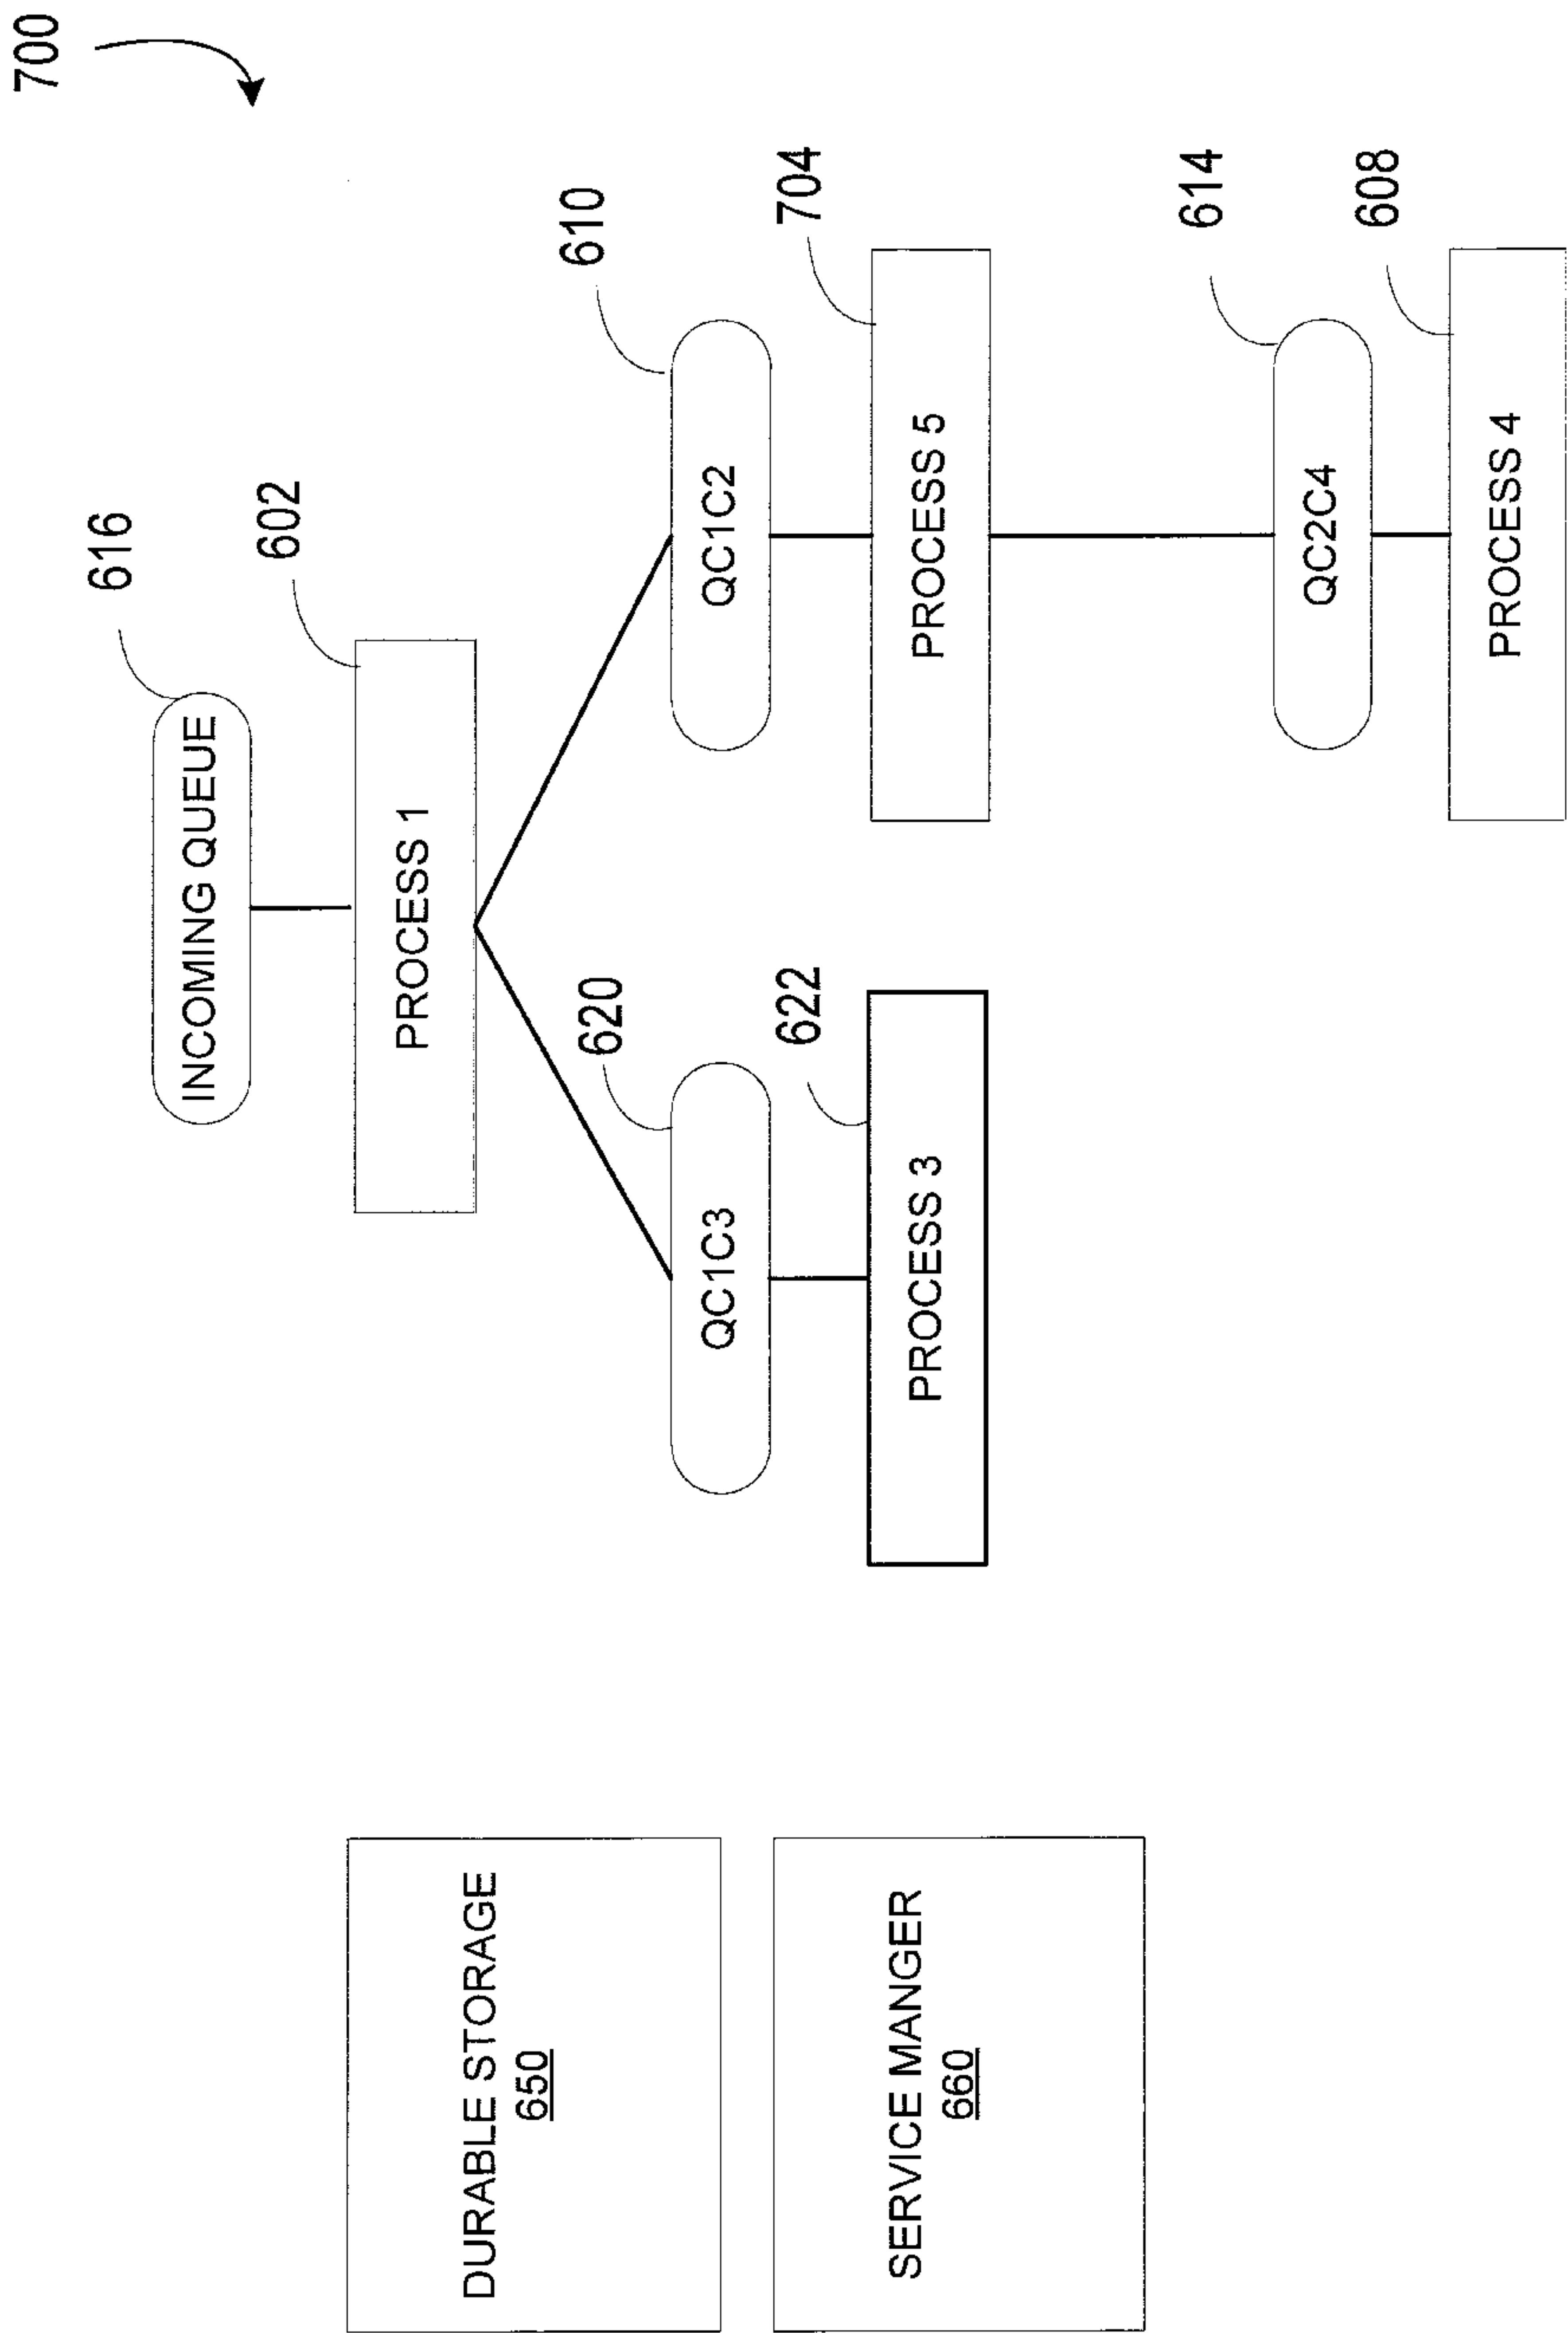 700
616
INCOMING QUEUE
602
PROCESS 1
620
QC1C3
610
QC1C2
622
PROCESS 3
704
PROCESS 5
614
QC2C4
608
PROCESS 4
DURABLE STORAGE
650
SERVICE MANGER
660